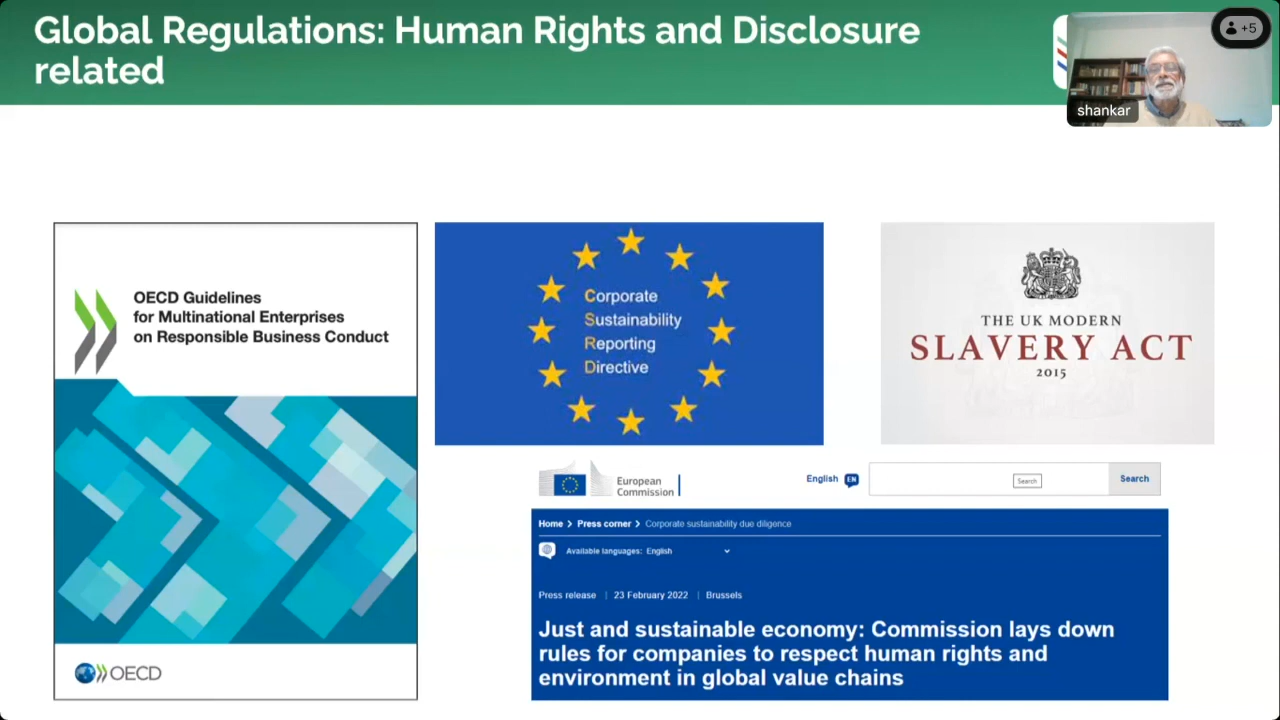 Global Regulations: Human Rights and Disclosure
related
+5
shankar
OECD Guidelines
for Multinational Enterprises
on Responsible Business Conduct
OECD
Corporate
Sustainability
Reporting
Directive
THE UK MODERN
SLAVERY ACT
2015
European
Commission
English EN
Search
Search
Home > Press corner > Corporate sustainability due diligence
Available languages: English
Press release | 23 February 2022 | Brussels
Just and sustainable economy: Commission lays down
rules for companies to respect human rights and
environment in global value chains